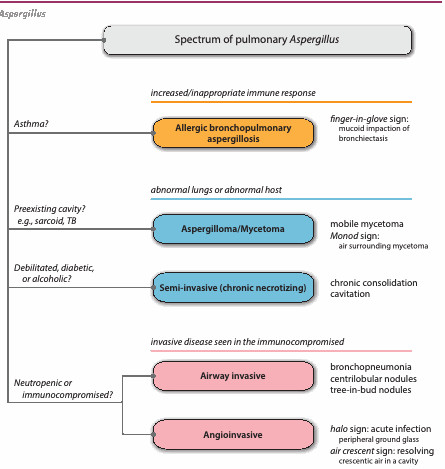 Aspergillus
Spectrum of pulmonary Aspergillus
increased/inappropriate immune response
Asthma?
Allergic bronchopulmonary
aspergillosis
finger-in-glove sign:
mucoid impaction of
bronchiectasis
abnormal lungs or abnormal host
Preexisting cavity?
e.g., sarcoid, TB
Aspergilloma/Mycetoma
mobile mycetoma
Monod sign:
air surrounding mycetoma
Debilitated, diabetic,
or alcoholic?
Semi-invasive (chronic necrotizing)
chronic consolidation
cavitation
invasive disease seen in the immunocompromised
Neutropenic or
immunocompromised?
Airway invasive
bronchopneumonia
centrilobular nodules
tree-in-bud nodules
Angioinvasive
halo sign: acute infection
peripheral ground glass
air crescent sign: resolving
crescentic air in a cavity